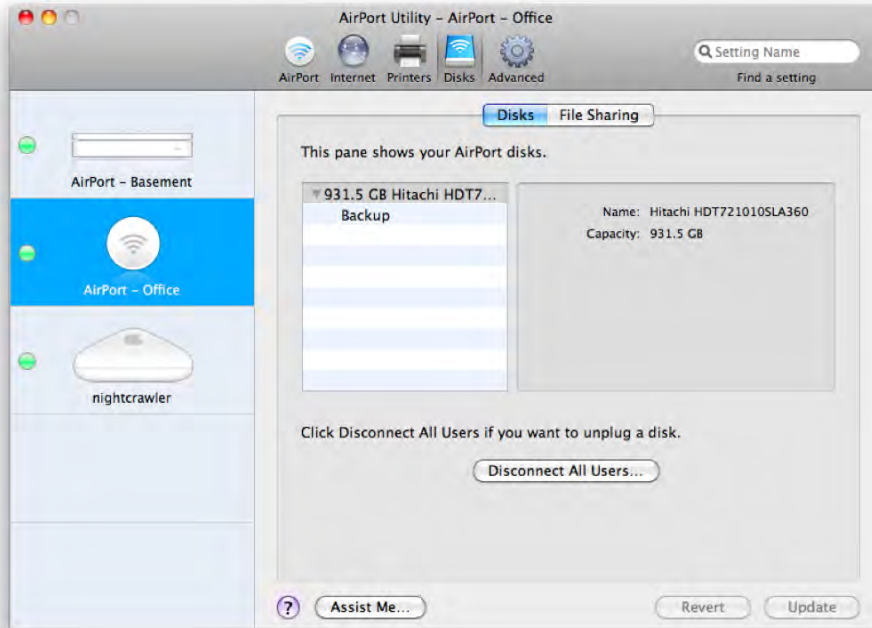 AirPort Utility – AirPort – Office
AirPort Internet Printers Disks Advanced
Setting Name
Find a setting
AirPort – Basement
AirPort – Office
nightcrawler
Disks File Sharing
This pane shows your AirPort disks.
931.5 GB Hitachi HDT7...
Backup
Name: Hitachi HDT721010SLA360
Capacity: 931.5 GB
Click Disconnect All Users if you want to unplug a disk.
Disconnect All Users...
? Assist Me... Revert Update